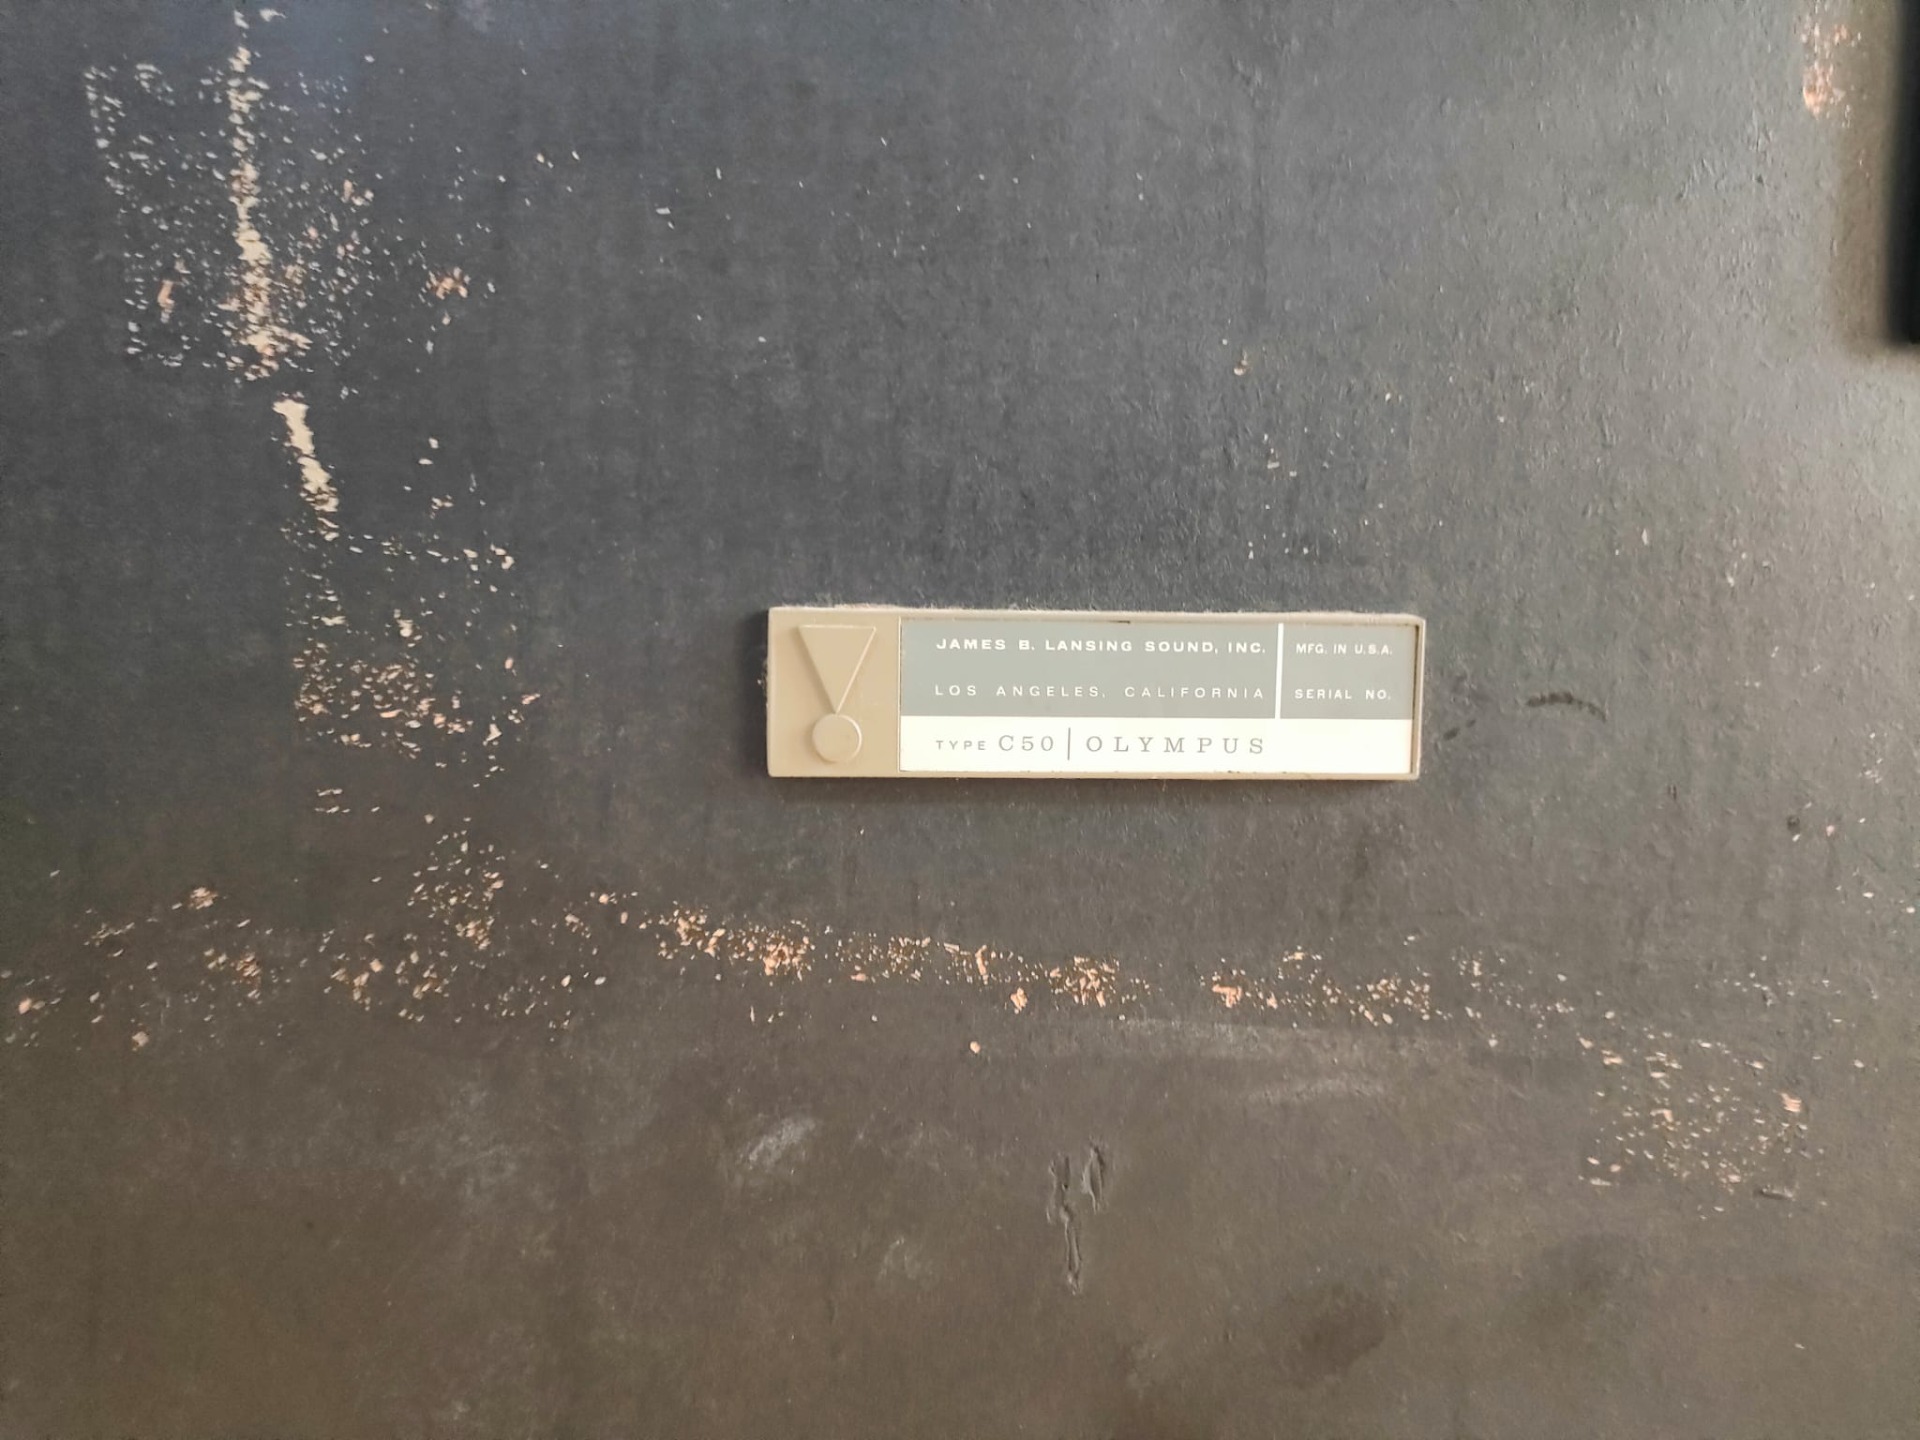 JAMES B. LANSING SOUND, INC.
LOS ANGELES, CALIFORNIA
MFG. IN U.S.A.
SERIAL NO.
TYPE C50 | OLYMPUS